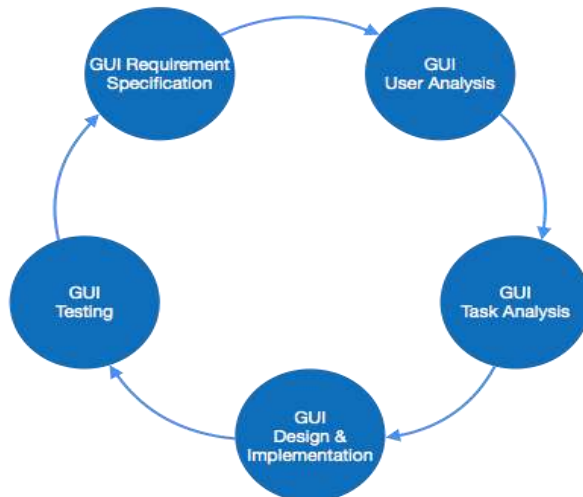 GUI Requirement
Specification
GUI
User Analysis
GUI
Task Analysis
GUI
Design &
Implementation
GUI
Testing